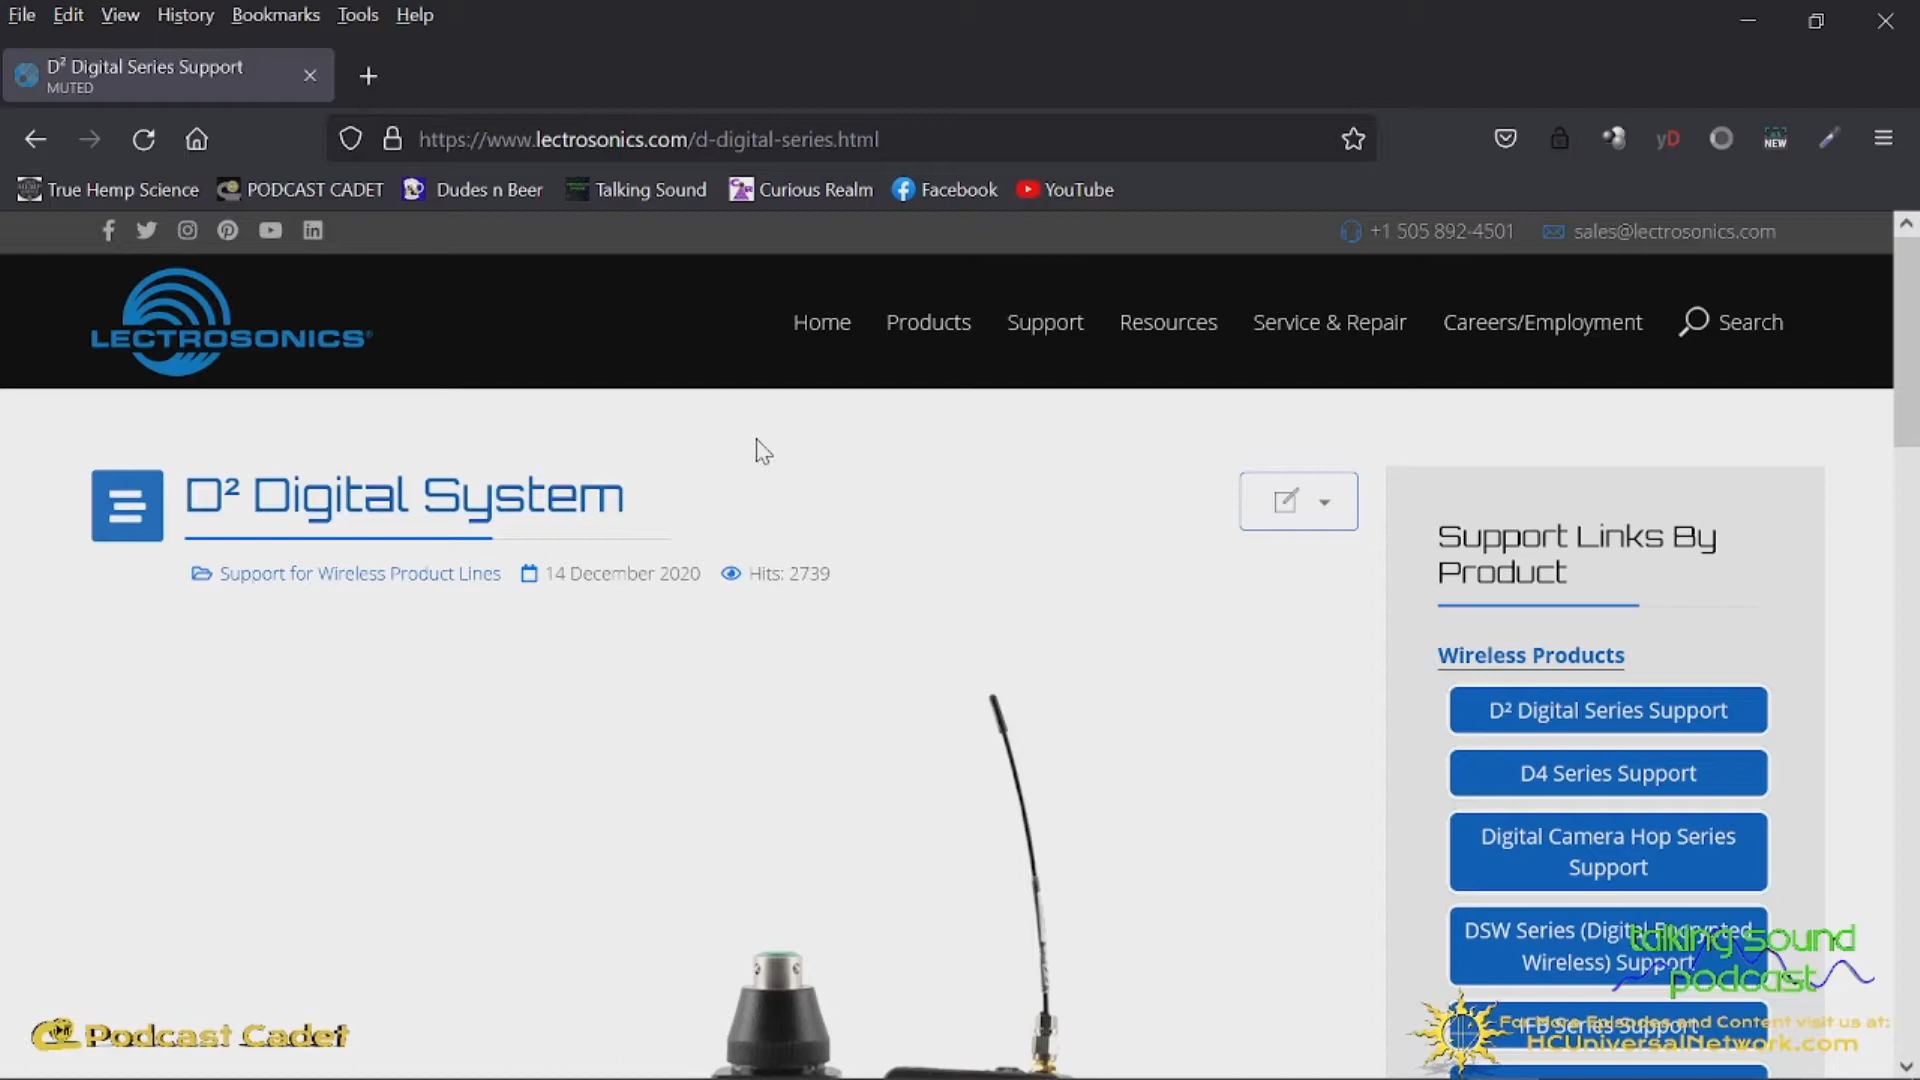 File Edit View History Bookmarks Tools Help
D² Digital Series Support
MUTED
https://www.lectrosonics.com/d-digital-series.html
yD
NEW
True Hemp Science PODCAST CADET Dudes n Beer Talking Sound Curious Realm Facebook YouTube
+1 505 892-4501 sales@lectrosonics.com
LECTROSONICS®
Home Products Support Resources Service & Repair Careers/Employment Search
D² Digital System
Support for Wireless Product Lines 14 December 2020 Hits: 2739
Support Links By
Product
Wireless Products
D² Digital Series Support
D4 Series Support
Digital Camera Hop Series
Support
DSW Series (Digital Encrypted
Wireless) Support
talking sound
podcast
IFB Series Support
Podcast Cadet
For More Episodes and Content visit us at:
HCUniversalNetwork.com